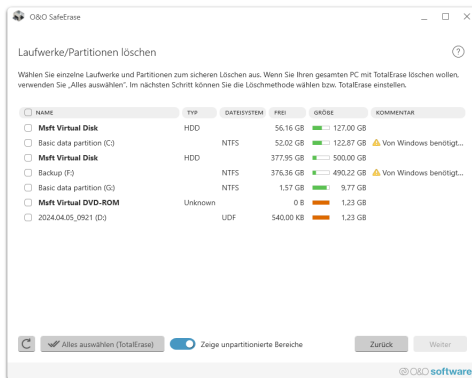 O&O SafeErase
Laufwerke/Partitionen löschen
Wählen Sie einzelne Laufwerke und Partitionen zum sicheren Löschen aus. Wenn Sie Ihren gesamten PC mit TotalErase löschen wollen,
verwenden Sie „Alles auswählen". Im nächsten Schritt können Sie die Löschmethode wählen bzw. TotalErase einstellen.
NAME TYP DATEISYSTEM FREI GRÖßE KOMMENTAR
Msft Virtual Disk HDD 56,16 GB 127,00 GB
Basic data partition (C:) NTFS 52,02 GB 122,87 GB Von Windows benötigt...
Msft Virtual Disk HDD 377,95 GB 500,00 GB
Backup (F:) NTFS 376,36 GB 490,22 GB Von Windows benötigt...
Basic data partition (G:) NTFS 1,57 GB 9,77 GB
Msft Virtual DVD-ROM Unknown 0 B 1,23 GB
2024.04.05_0921 (D:) UDF 540,00 KB 1,23 GB
Alles auswählen (TotalErase) Zeige unpartitionierte Bereiche Zurück Weiter
O&O software